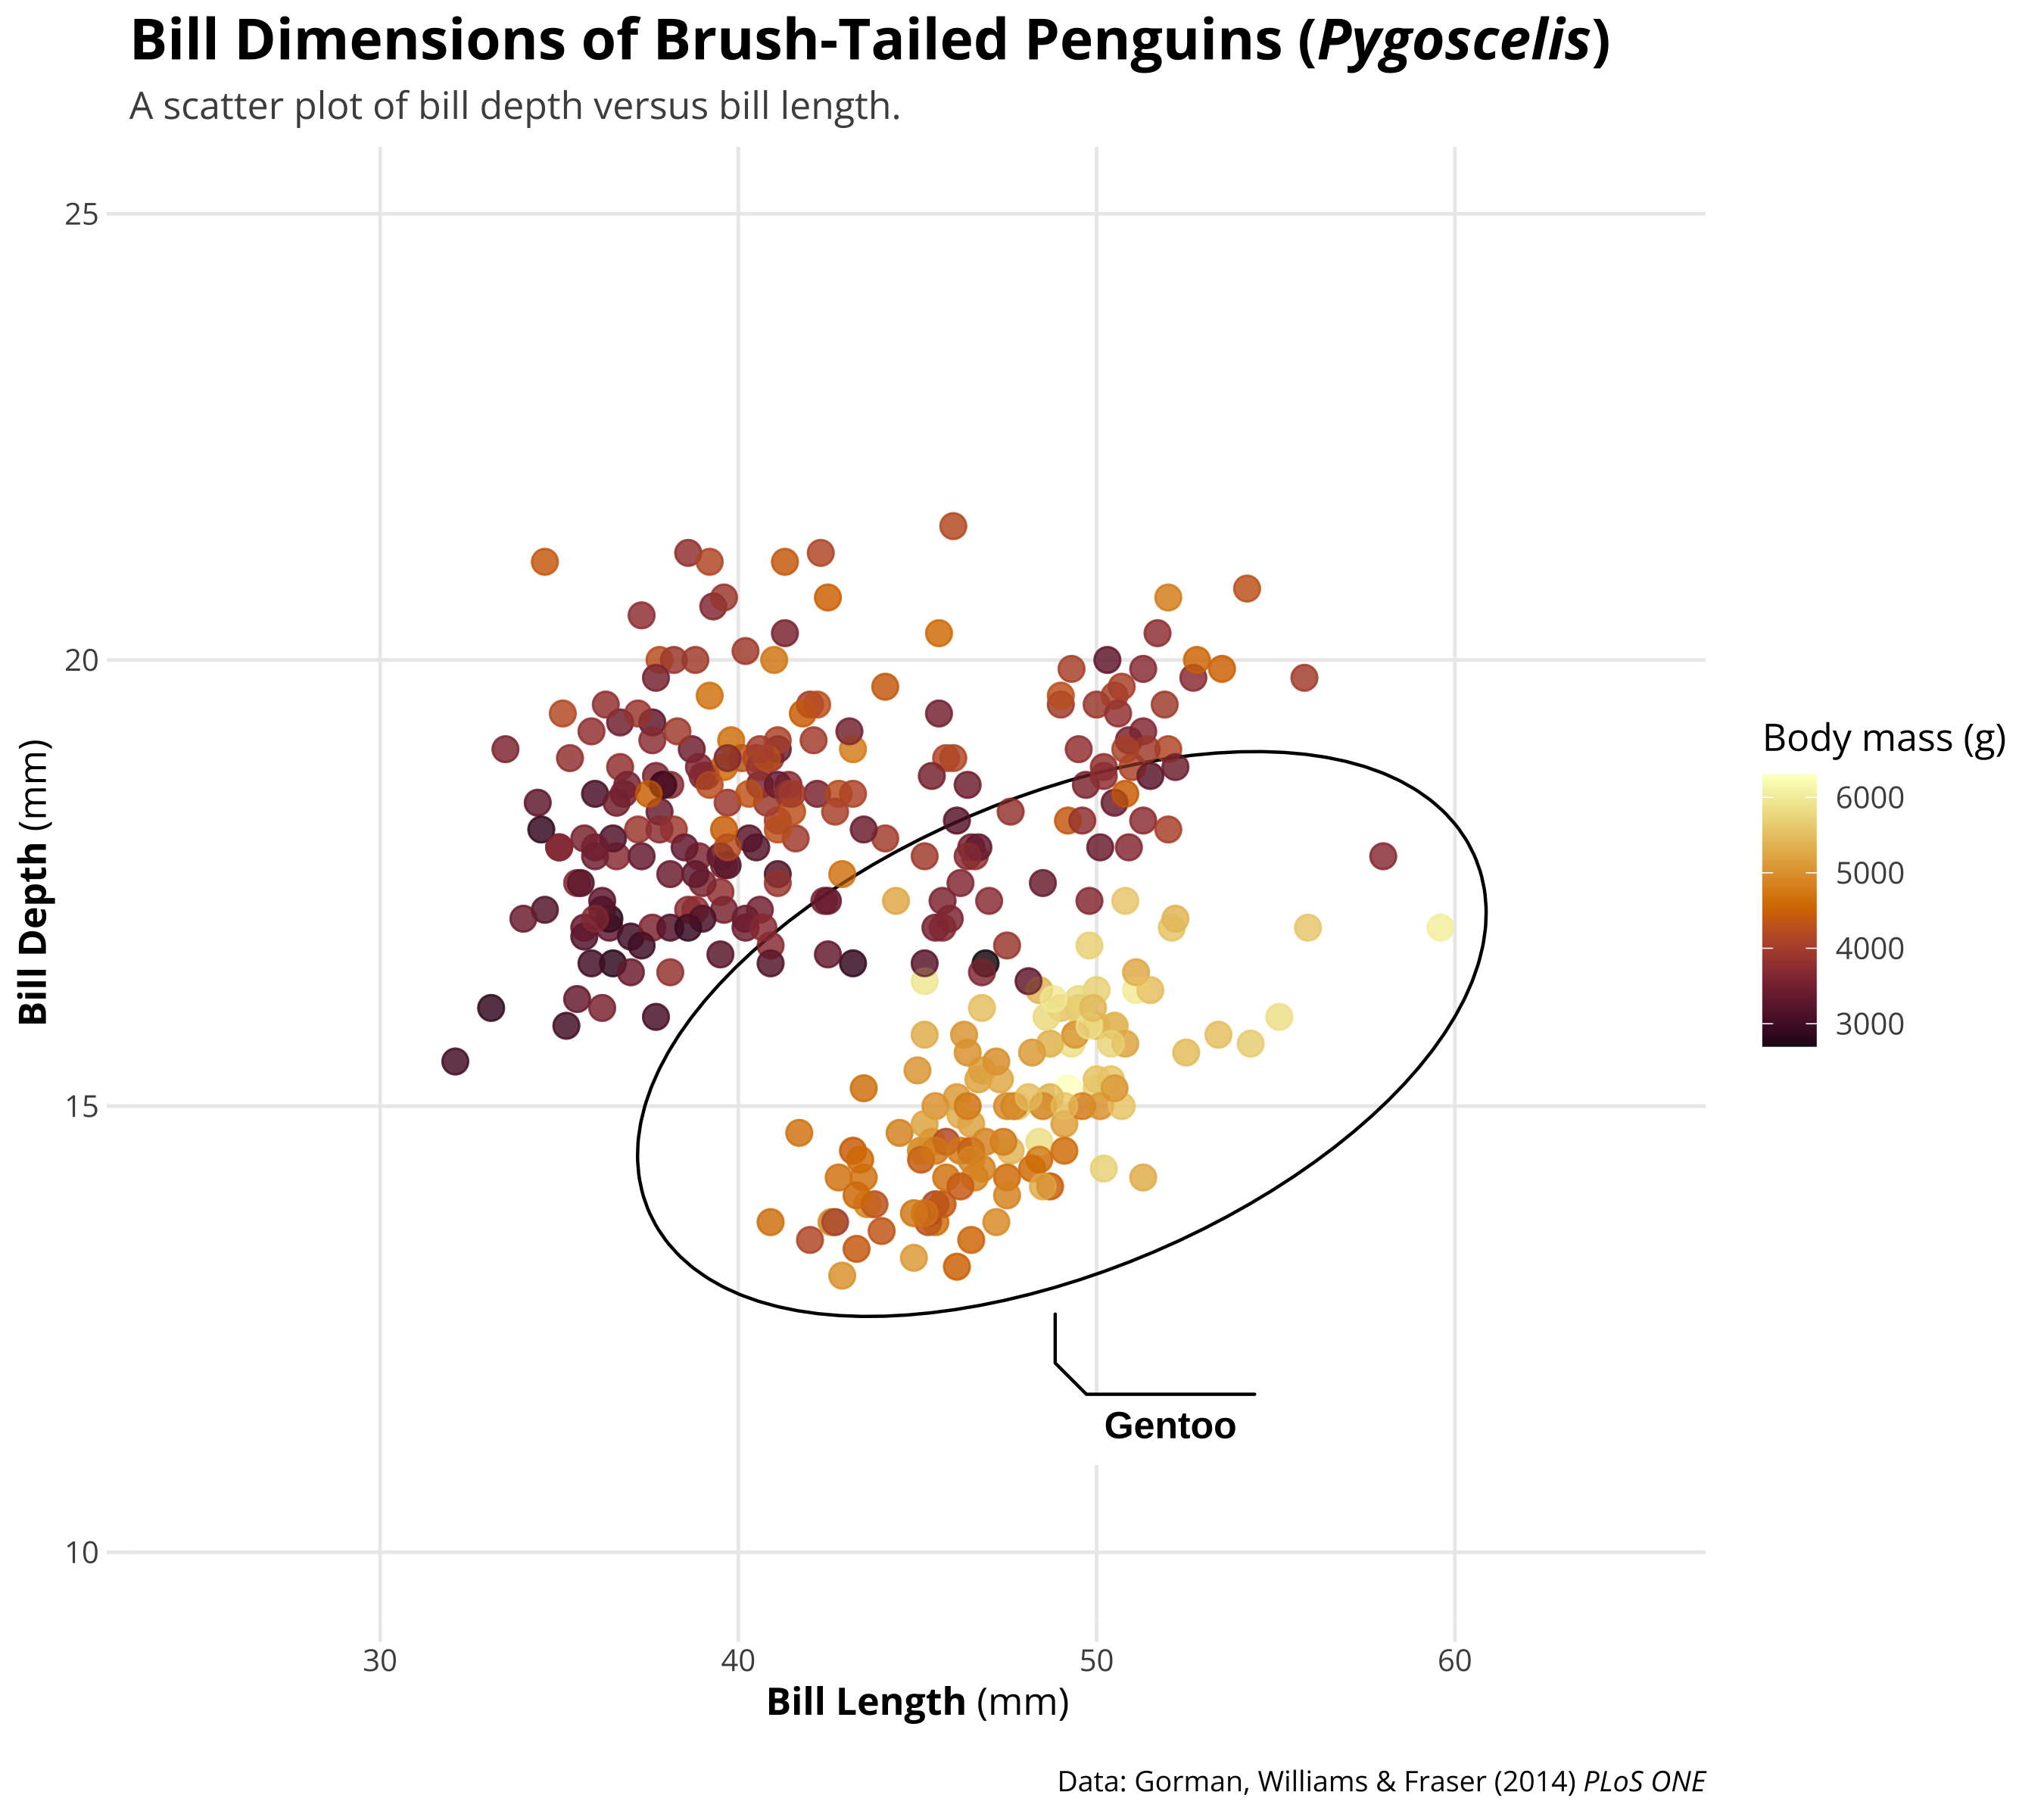 Bill Dimensions of Brush-Tailed Penguins (Pygoscelis)
A scatter plot of bill depth versus bill length.
25
20
15
10
Bill Depth (mm)
Gentoo
30 40 50 60
Bill Length (mm)
Body mass (g)
6000
5000
4000
3000
Data: Gorman, Williams & Fraser (2014) PLoS ONE